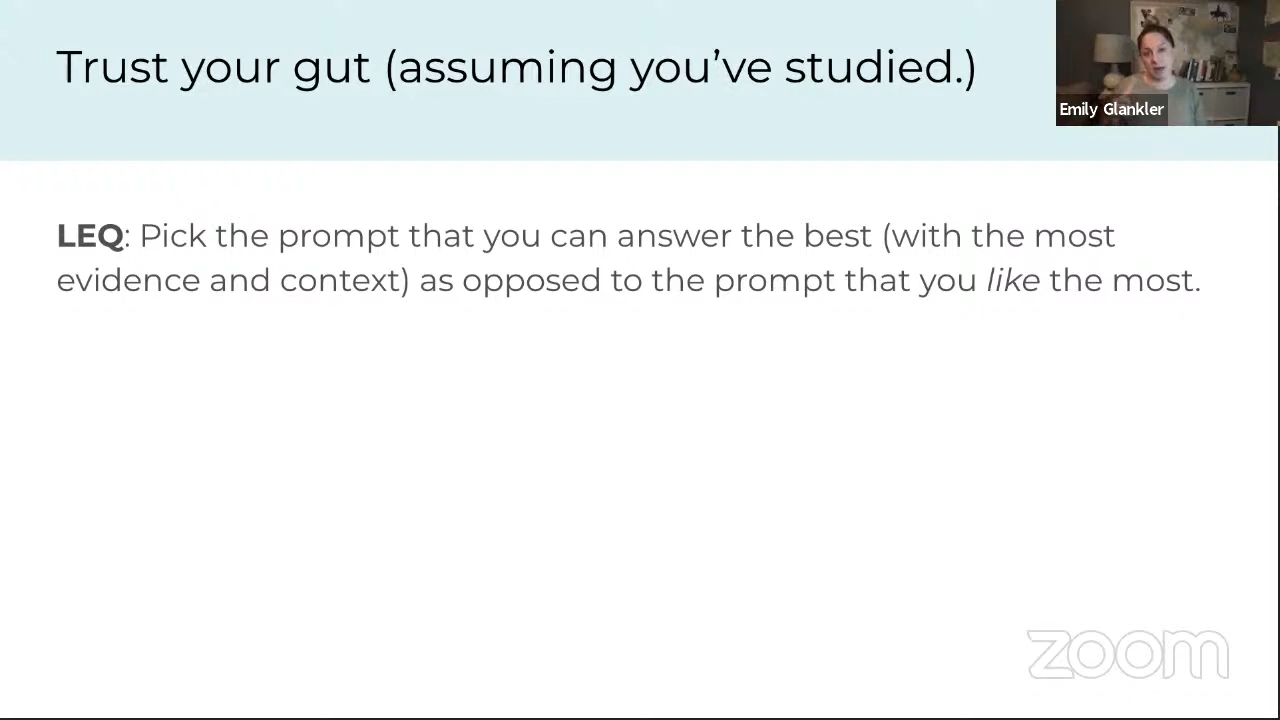 Trust your gut (assuming you’ve studied.)
Emily Glankler
LEQ: Pick the prompt that you can answer the best (with the most
evidence and context) as opposed to the prompt that you like the most.
zoom